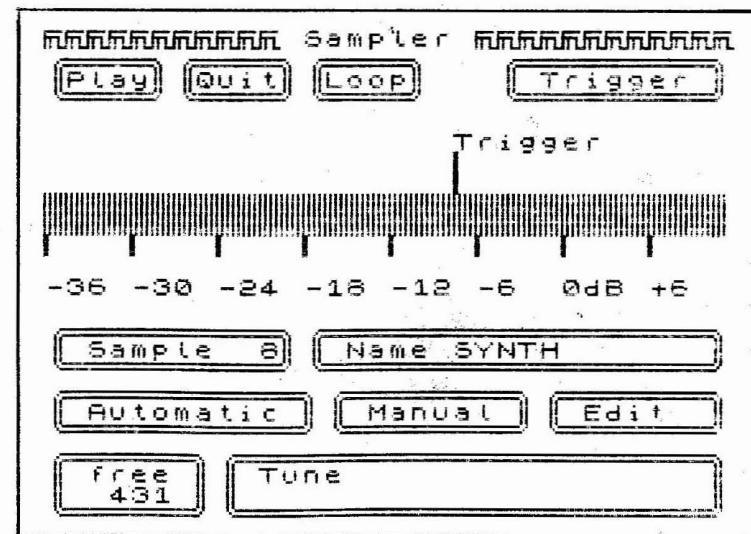 Sampler
Play Quit Loop Trigger
Trigger
-36 -30 -24 -18 -12 -6 0dB +6
Sample 8 Name SYNTH
Automatic Manual Edit
free Tune
431